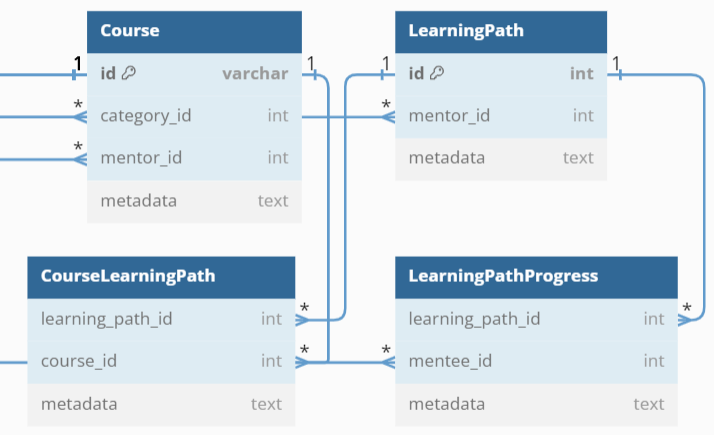 Course
1 id varchar 1
* category_id int
* mentor_id int
metadata text
LearningPath
1 id int 1
* mentor_id int
metadata text
CourseLearningPath
learning_path_id int *
course_id int *
metadata text
LearningPathProgress
learning_path_id int *
* mentee_id int
metadata text